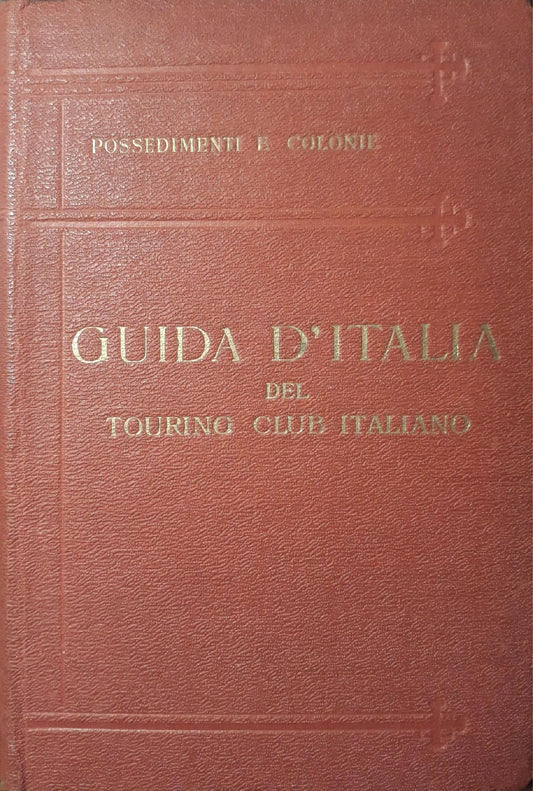 POSSEDIMENTI E COLONIE
GUIDA D'ITALIA
DEL
TOURING CLUB ITALIANO